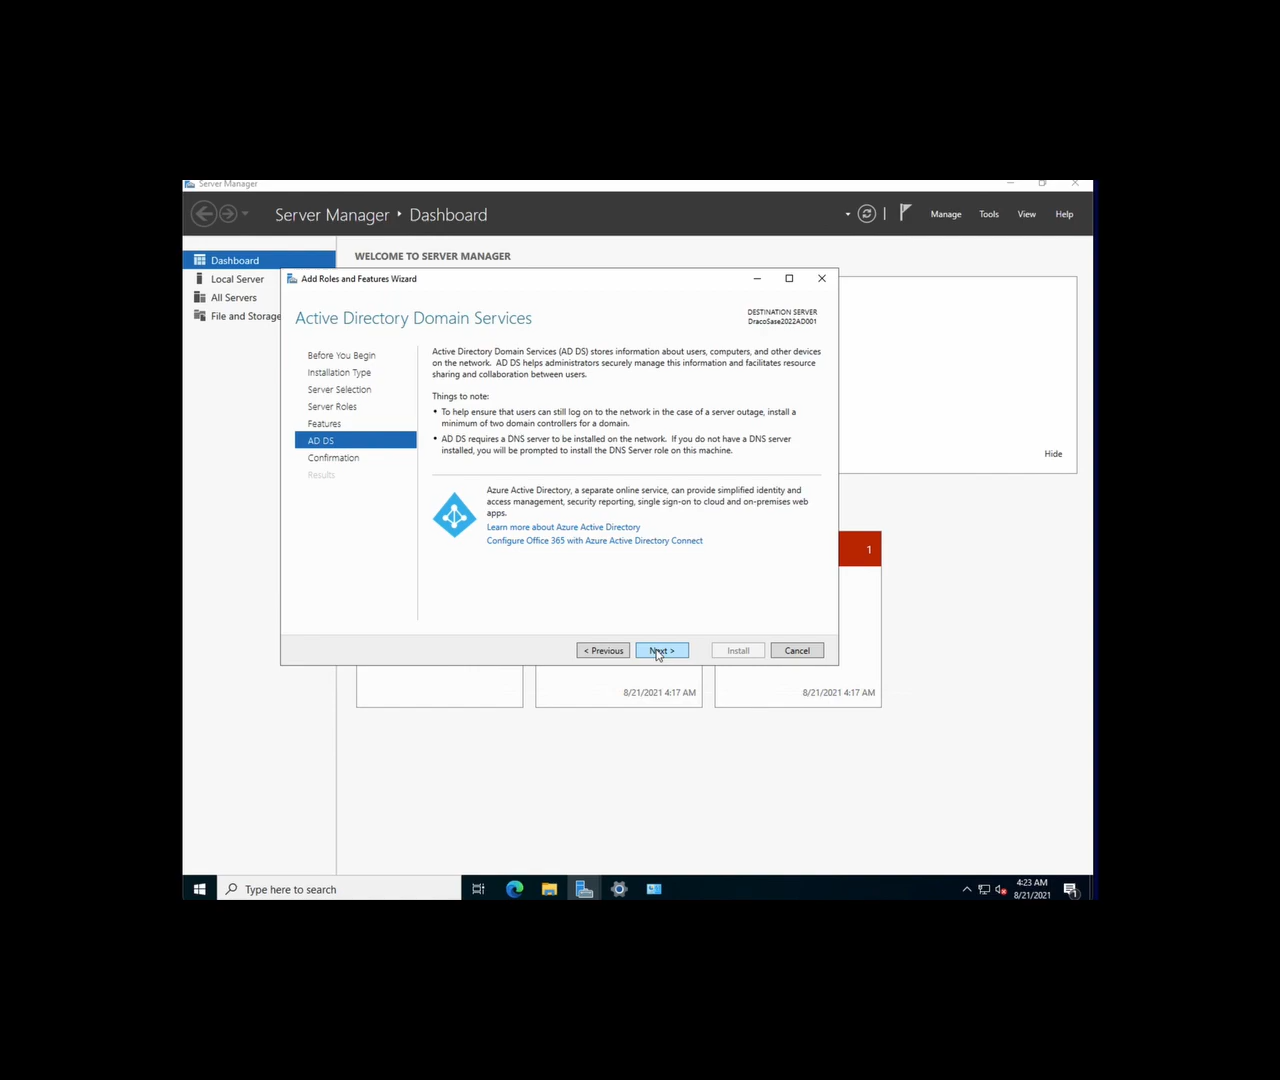 Server Manager
Server Manager ‣ Dashboard
Manage
Tools
View
Help
Dashboard
Local Server
All Servers
File and Storage
WELCOME TO SERVER MANAGER
Add Roles and Features Wizard
Active Directory Domain Services
DESTINATION SERVER
DracoSase2022AD001
Before You Begin
Installation Type
Server Selection
Server Roles
Features
AD DS
Confirmation
Results
Active Directory Domain Services (AD DS) stores information about users, computers, and other devices
on the network. AD DS helps administrators securely manage this information and facilitates resource
sharing and collaboration between users.
Things to note:
• To help ensure that users can still log on to the network in the case of a server outage, install a
minimum of two domain controllers for a domain.
• AD DS requires a DNS server to be installed on the network. If you do not have a DNS server
installed, you will be prompted to install the DNS Server role on this machine.
Azure Active Directory, a separate online service, can provide simplified identity and
access management, security reporting, single sign-on to cloud and on-premises web
apps.
Learn more about Azure Active Directory
Configure Office 365 with Azure Active Directory Connect
< Previous
Next >
Install
Cancel
Hide
1
8/21/2021 4:17 AM
8/21/2021 4:17 AM
Type here to search
4:23 AM
8/21/2021
1